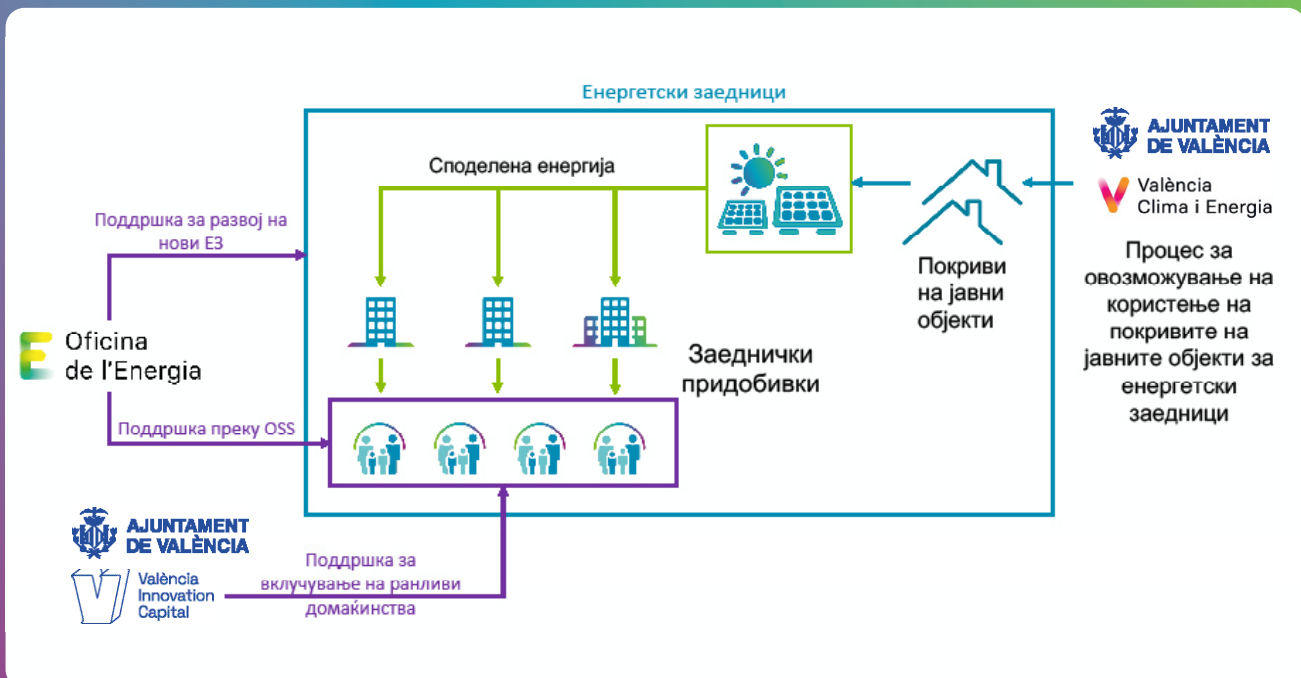 Енергетски заедници
AJUNTAMENT
DE VALÈNCIA
València
Clima i Energia
Процес за
овозможување на
користење на
покривите на
јавните објекти за
енергетски
заедници
Споделена енергија
Покриви
на јавни
објекти
Поддршка за развој на
нови ЕЗ
Oficina
de l'Energia
Заеднички
придобивки
Поддршка преку OSS
AJUNTAMENT
DE VALÈNCIA
València
Innovation
Capital
Поддршка за
вклучување на ранливи
домаќинства